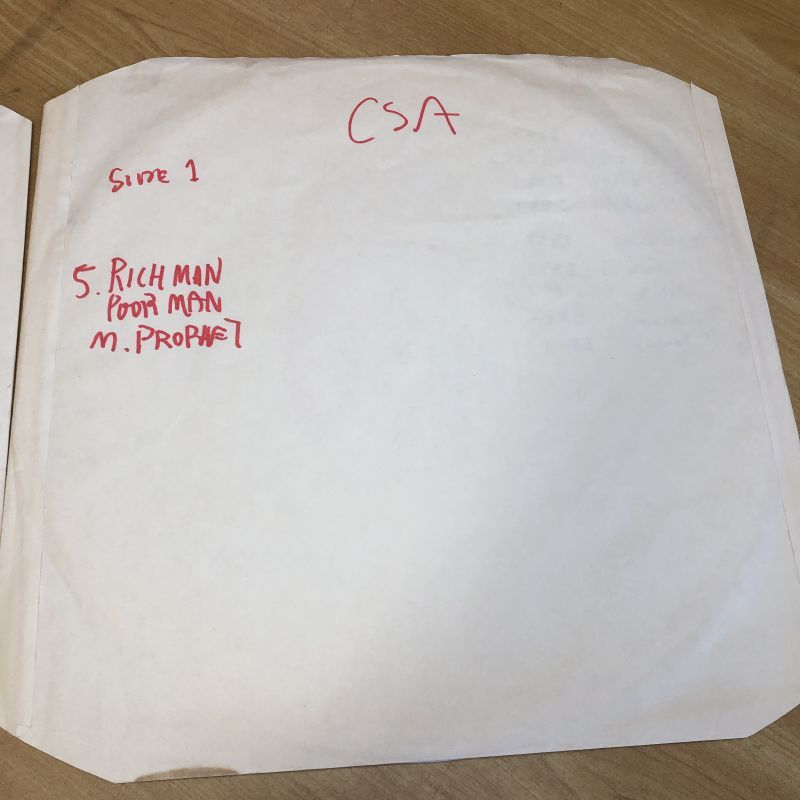 CSA
SIDE 1
5. RICH MAN
POOR MAN
M. PROPHET